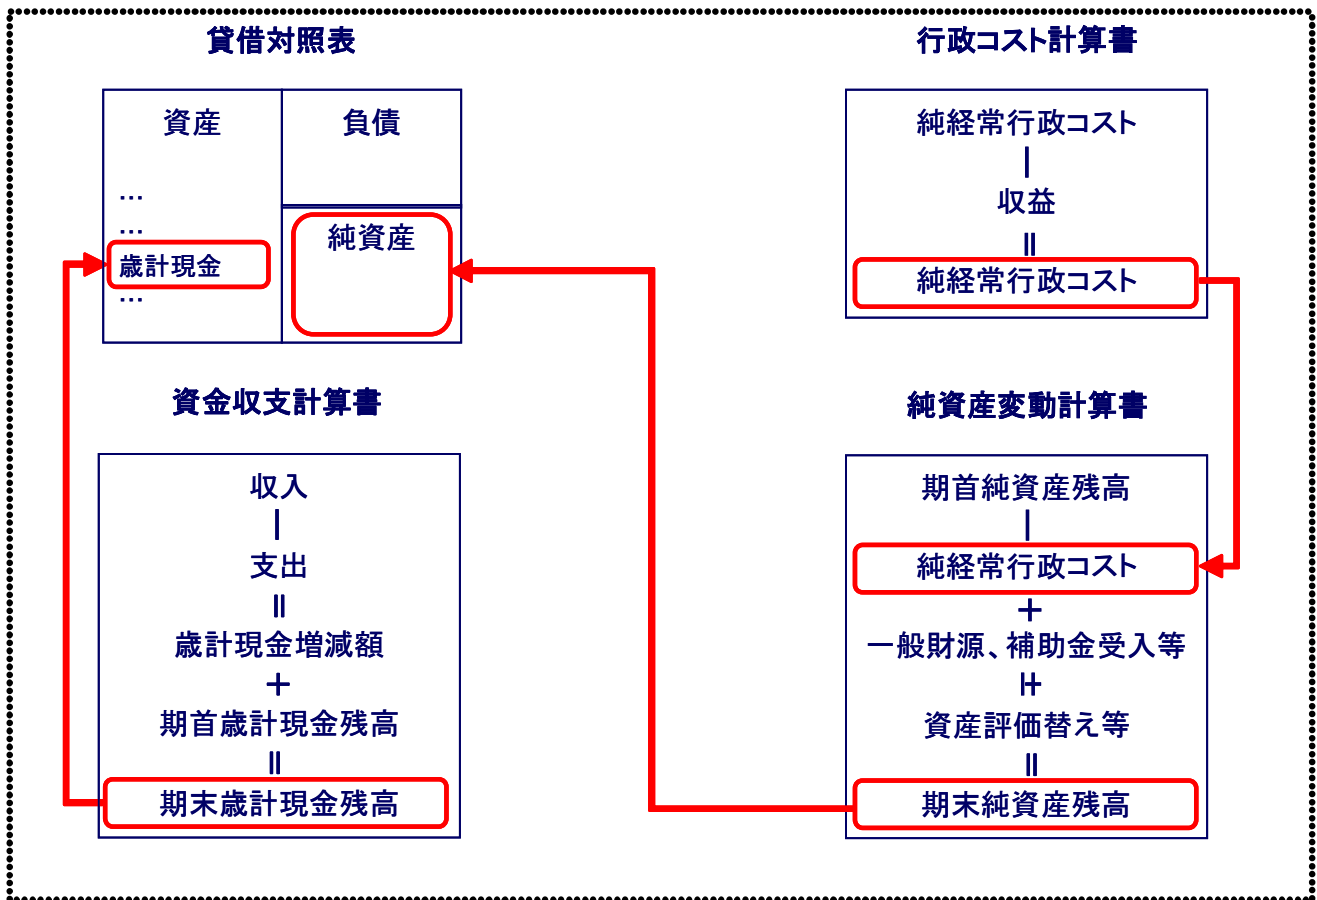 貸借対照表
資産
負債
…
…
歳計現金
…
純資産
行政コスト計算書
純経常行政コスト
｜
収益
||
純経常行政コスト
資金収支計算書
収入
｜
支出
||
歳計現金増減額
＋
期首歳計現金残高
||
期末歳計現金残高
純資産変動計算書
期首純資産残高
｜
純経常行政コスト
＋
一般財源、補助金受入等
|+
資産評価替え等
||
期末純資産残高